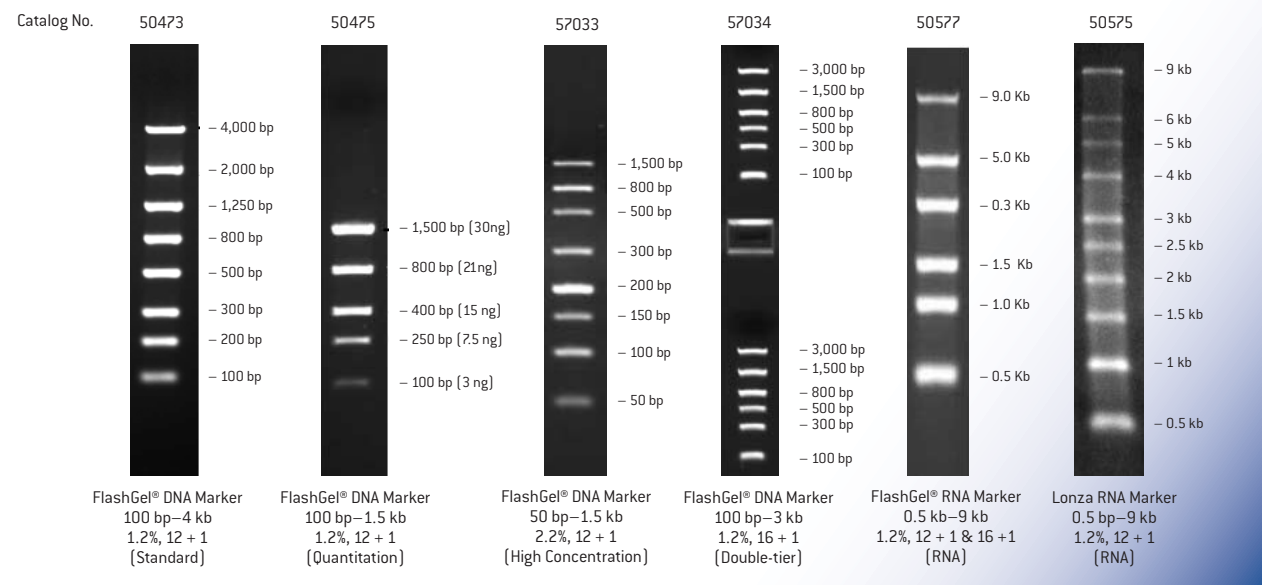 Catalog No.
50473
50475
57033
57034
50577
50575
– 4,000 bp
– 2,000 bp
– 1,250 bp
– 800 bp
– 500 bp
– 300 bp
– 200 bp
– 100 bp
– 1,500 bp (30ng)
– 800 bp (21ng)
– 400 bp (15 ng)
– 250 bp (7.5 ng)
– 100 bp (3 ng)
– 1,500 bp
– 800 bp
– 500 bp
– 300 bp
– 200 bp
– 150 bp
– 100 bp
– 50 bp
– 3,000 bp
– 1,500 bp
– 800 bp
– 500 bp
– 300 bp
– 100 bp
– 3,000 bp
– 1,500 bp
– 800 bp
– 500 bp
– 300 bp
– 100 bp
– 9.0 Kb
– 5.0 Kb
– 0.3 Kb
– 1.5 Kb
– 1.0 Kb
– 0.5 Kb
– 9 kb
– 6 kb
– 5 kb
– 4 kb
– 3 kb
– 2.5 kb
– 2 kb
– 1.5 kb
– 1 kb
– 0.5 kb
FlashGel® DNA Marker
100 bp–4 kb
1.2%, 12 + 1
(Standard)
FlashGel® DNA Marker
100 bp–1.5 kb
1.2%, 12 + 1
(Quantitation)
FlashGel® DNA Marker
50 bp–1.5 kb
2.2%, 12 + 1
(High Concentration)
FlashGel® DNA Marker
100 bp–3 kb
1.2%, 16 + 1
(Double-tier)
FlashGel® RNA Marker
0.5 kb–9 kb
1.2%, 12 + 1 & 16 +1
(RNA)
Lonza RNA Marker
0.5 bp–9 kb
1.2%, 12 + 1
(RNA)